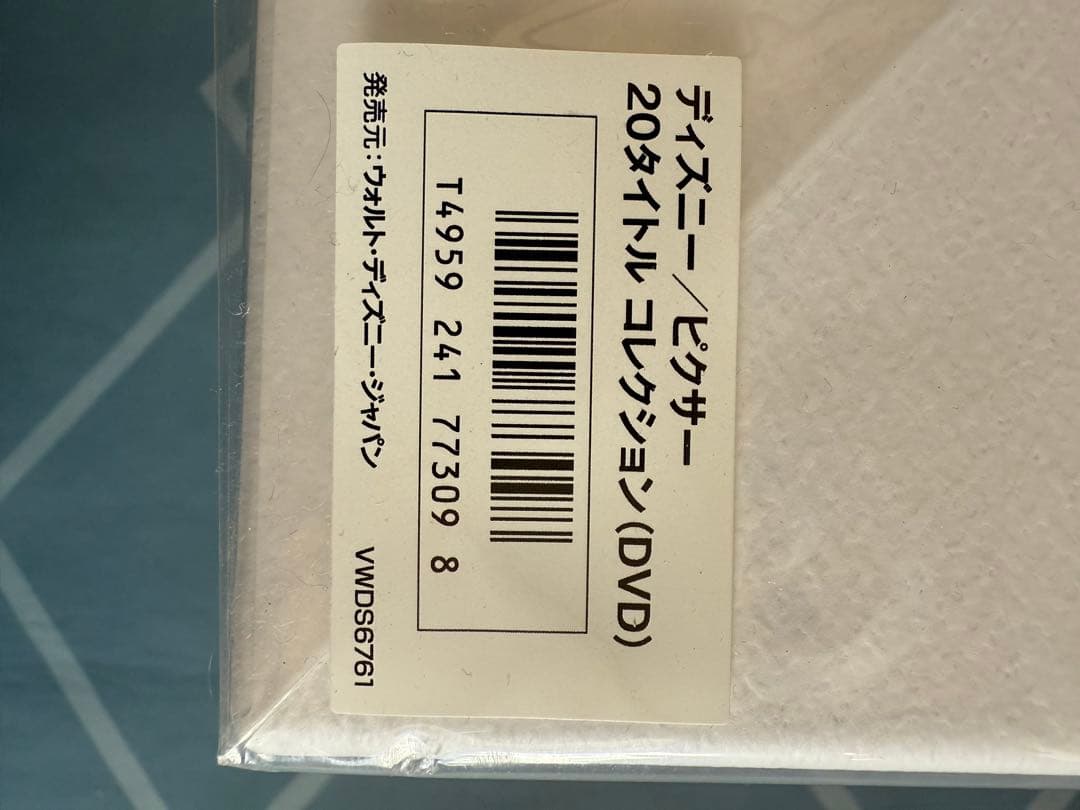 ディズニー／ピクサー
20タイトル コレクション(DVD)
T4959 241 77309 8
発売元：ウォルト・ディズニー・ジャパン VWDS6761